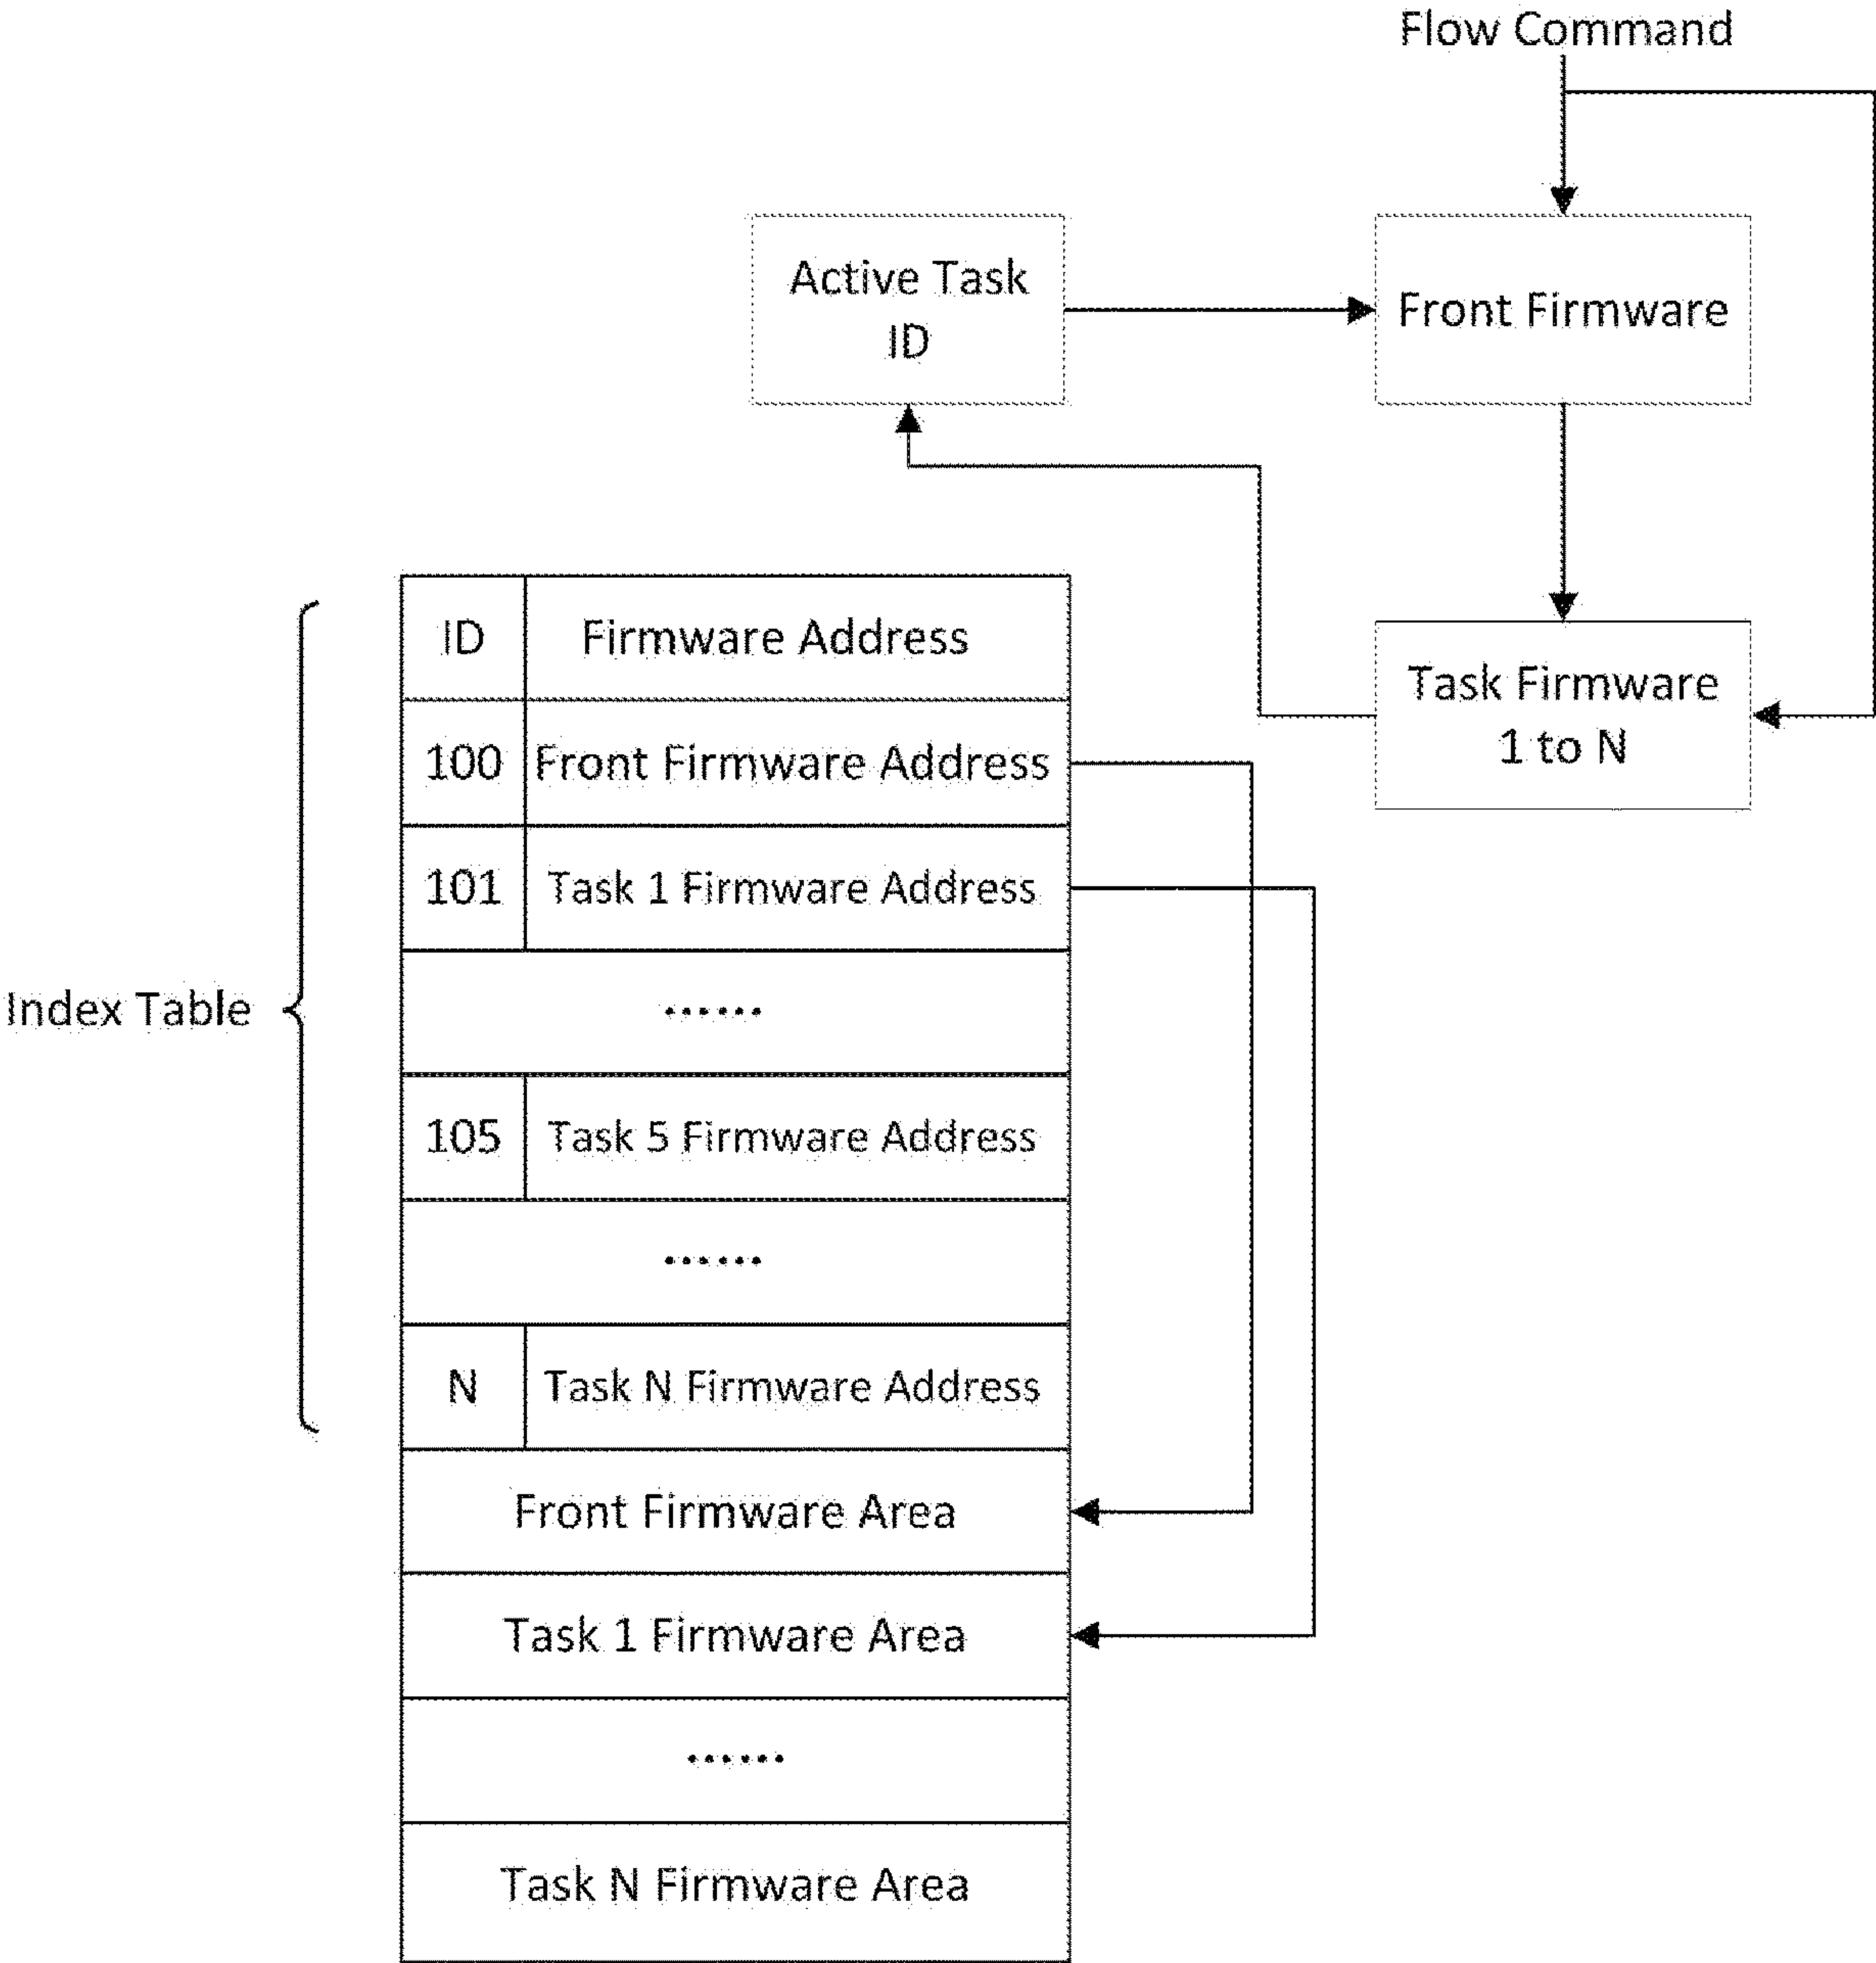 Flow Command
Active Task
ID
Front Firmware
Task Firmware
1 to N
Index Table
ID Firmware Address
100 Front Firmware Address
101 Task 1 Firmware Address
......
105 Task 5 Firmware Address
......
N Task N Firmware Address
Front Firmware Area
Task 1 Firmware Area
......
Task N Firmware Area